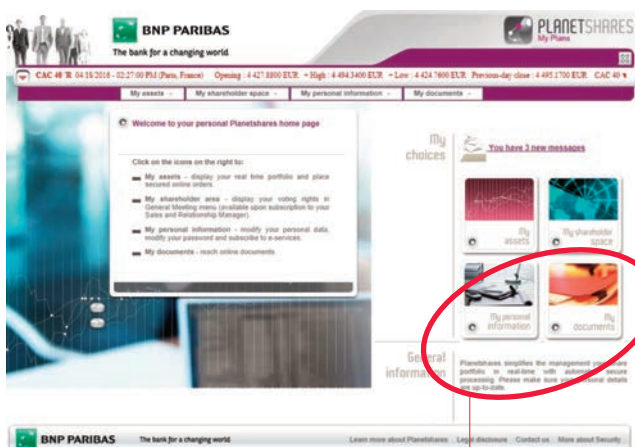 BNP PARIBAS
The bank for a changing world
PLANETSHARES
My Plans
CAC 40 04/18/2016 - 02:27:00 PM (Paris, France) Opening : 4 427.8800 EUR - High : 4 494.3400 EUR - Low : 4 424.7600 EUR Previous-day close : 4 495.1700 EUR CAC 40
My assets My shareholder space My personal information My documents
Welcome to your personal Planetshares home page
Click on the icons on the right to:
My assets - display your real time portfolio and place
secured online orders.
My shareholder area - display your voting rights in
General Meeting menu (available upon subscription to your
Sales and Relationship Manager).
My personal information - modify your personal data,
modify your password and subscribe to e-services.
My documents - reach online documents
My
choices
You have 3 new messages
My
assets
My shareholder
space
My personal
information
My
documents
General
information
Planetshares simplifies the management your share
portfolio in real-time with automatic secure
processing. Please make sure your personal details
are up-to-date.
BNP PARIBAS The bank for a changing world Learn more about Planetshares Legal disclosure Contact us More about Security